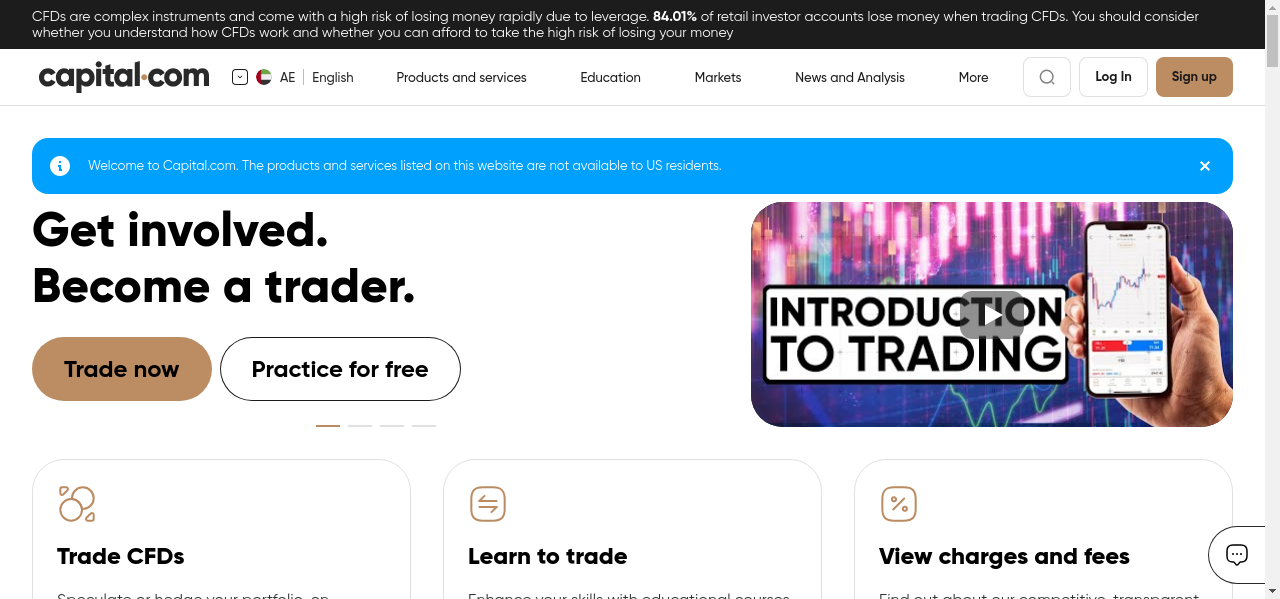 CFDs are complex instruments and come with a high risk of losing money rapidly due to leverage. 84.01% of retail investor accounts lose money when trading CFDs. You should consider
whether you understand how CFDs work and whether you can afford to take the high risk of losing your money
capital.com
AE
English
Products and services
Education
Markets
News and Analysis
More
Log In
Sign up
Welcome to Capital.com. The products and services listed on this website are not available to US residents.
Get involved.
Become a trader.
Trade now
Practice for free
INTRODUCTION
TO TRADING
Trade CFDs
Learn to trade
View charges and fees
Speculate or hedge your portfolio, on
Enhance your skills with educational courses
Find out about our competitive, transparent